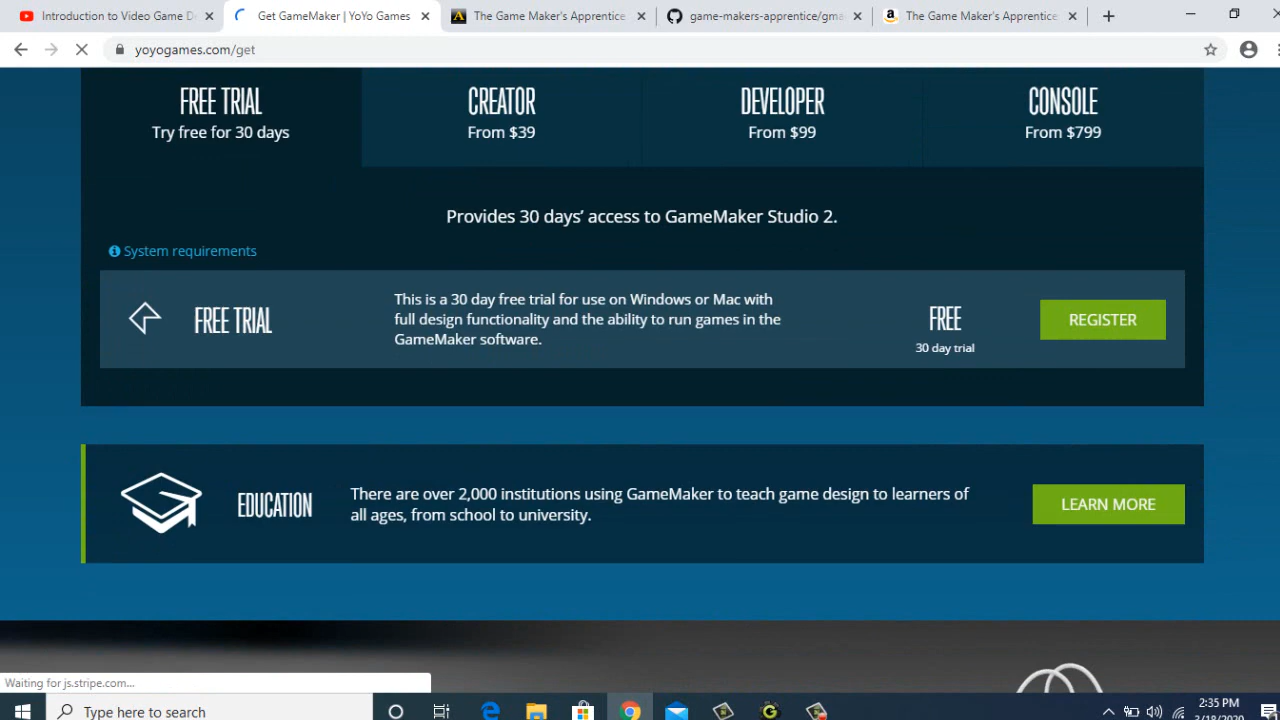 Introduction to Video Game D
Get GameMaker | YoYo Games
The Game Maker's Apprentice
game-makers-apprentice/gma
The Game Maker's Apprentice
yoyogames.com/get
FREE TRIAL
Try free for 30 days
CREATOR
From $39
DEVELOPER
From $99
CONSOLE
From $799
Provides 30 days' access to GameMaker Studio 2.
System requirements
FREE TRIAL
This is a 30 day free trial for use on Windows or Mac with
full design functionality and the ability to run games in the
GameMaker software.
FREE
30 day trial
REGISTER
EDUCATION
There are over 2,000 institutions using GameMaker to teach game design to learners of
all ages, from school to university.
LEARN MORE
Waiting for js.stripe.com...
Type here to search
2:35 PM
3/18/2020